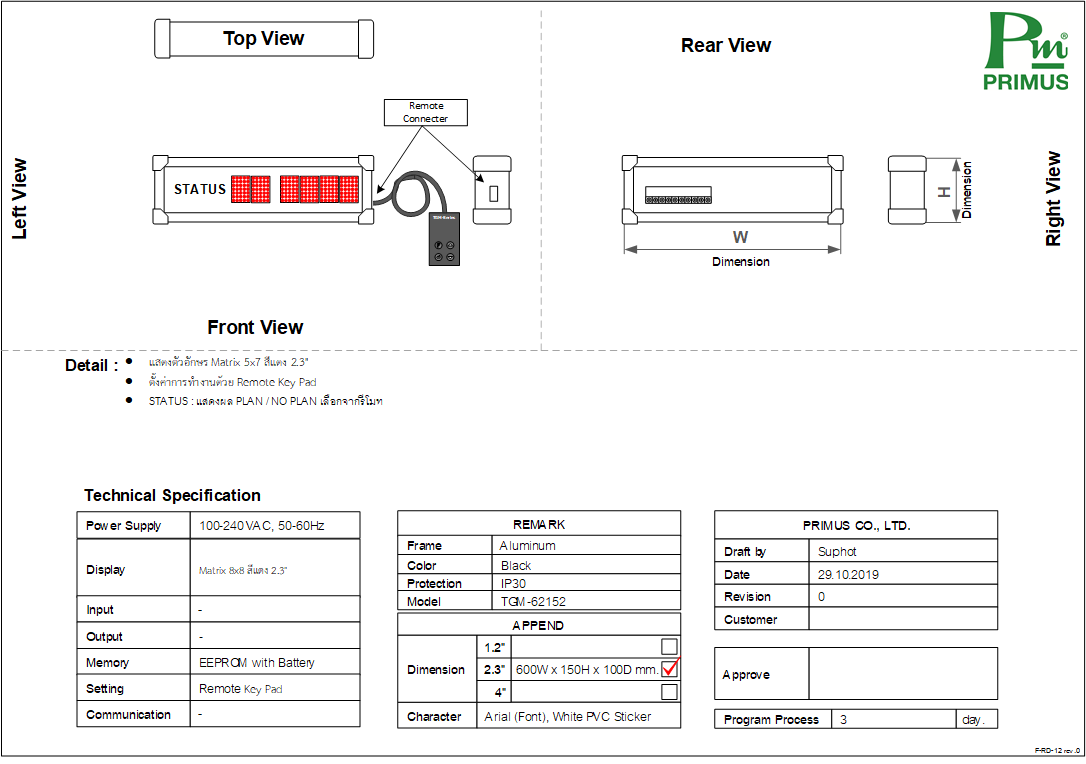 Top View
Rear View
Pm®
PRIMUS
Remote
Connecter
Left View
STATUS
TGM-Series
H
Dimension
Right View
W
Dimension
Front View
Detail :
• แสดงตัวอักษร Matrix 5x7 สีแดง 2.3"
• ตั้งค่าการทำงานด้วย Remote Key Pad
• STATUS : แสดงผล PLAN / NO PLAN เลือกจากรีโมท
Technical Specification
Power Supply 100-240 VAC, 50-60Hz
Display Matrix 8x8 สีแดง 2.3"
Input -
Output -
Memory EEPROM with Battery
Setting Remote Key Pad
Communication -
REMARK
Frame Aluminum
Color Black
Protection IP30
Model TGM-62152
APPEND
Dimension
1.2"
2.3" 600W x 150H x 100D mm.
4"
Character Arial (Font), White PVC Sticker
PRIMUS CO., LTD.
Draft by Suphot
Date 29.10.2019
Revision 0
Customer
Approve
Program Process 3 day.
F-RD-12 rev.0